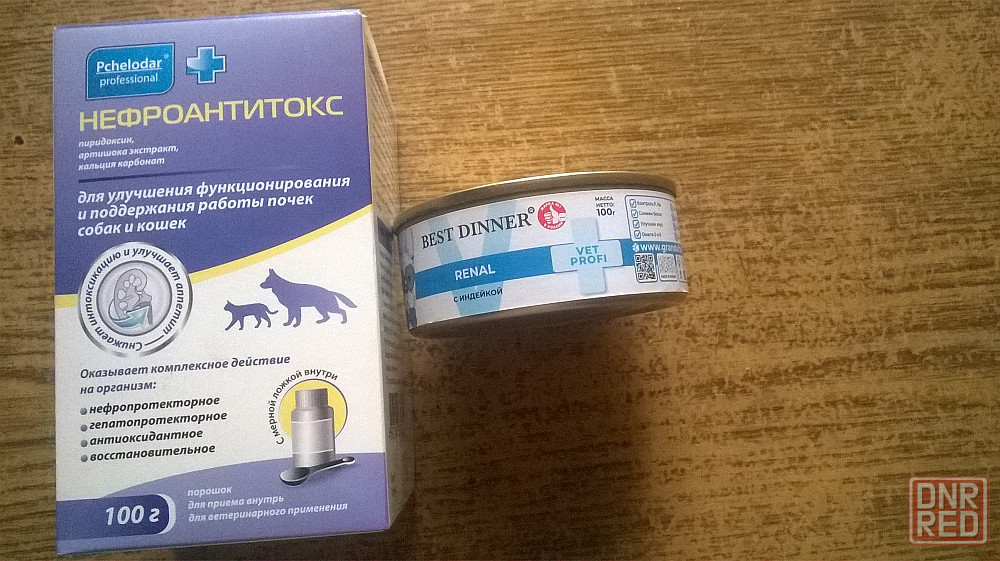 Pchelodar®
professional
НЕФРОАНТИТОКС
пиридоксин,
артишока экстракт,
кальция карбонат
для улучшения функционирования
и поддержания работы почек
собак и кошек
Снижает интоксикацию и улучшает аппетит
Оказывает комплексное действие
на организм:
нефропротекторное
гепатопротекторное
антиоксидантное
восстановительное
С мерной ложкой внутри
100 г
порошок
для приема внутрь
для ветеринарного применения
BEST DINNER®
RENAL
с индейкой
VET
PROFI
МАССА
НЕТТО:
100г
DNR
RED